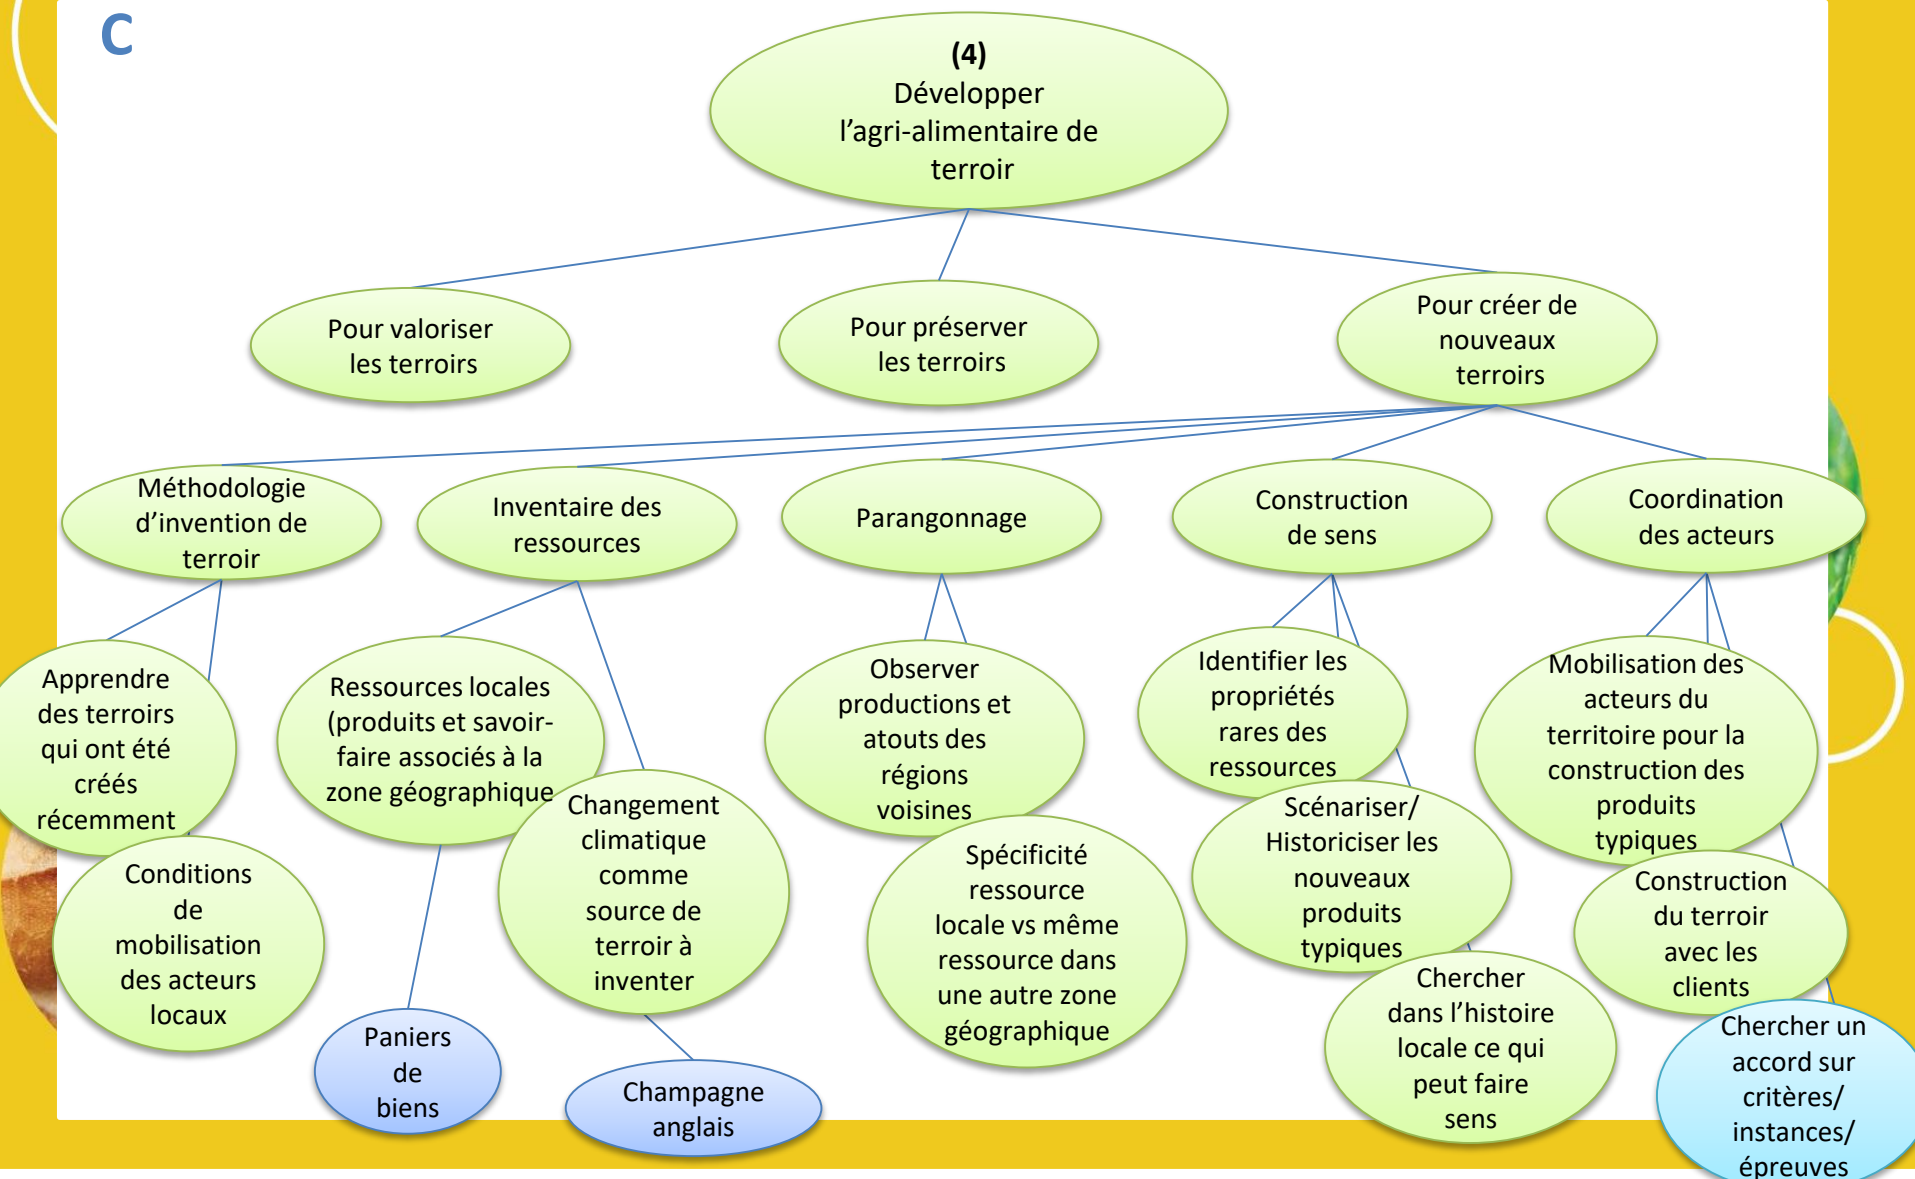 C
(4)
Développer
l’agri-alimentaire de
terroir
Pour valoriser
les terroirs
Pour préserver
les terroirs
Pour créer de
nouveaux
terroirs
Méthodologie
d’invention de
terroir
Inventaire des
ressources
Parangonnage
Construction
de sens
Coordination
des acteurs
Apprendre
des terroirs
qui ont été
créés
récemment
Conditions
de
mobilisation
des acteurs
locaux
Ressources locales
(produits et savoir-
faire associés à la
zone géographique
Changement
climatique
comme
source de
terroir à
inventer
Paniers
de
biens
Champagne
anglais
Observer
productions et
atouts des
régions
voisines
Spécificité
ressource
locale vs même
ressource dans
une autre zone
géographique
Identifier les
propriétés
rares des
ressources
Scénariser/
Historiciser les
nouveaux
produits
typiques
Chercher
dans l’histoire
locale ce qui
peut faire
sens
Mobilisation des
acteurs du
territoire pour la
construction des
produits
typiques
Construction
du terroir
avec les
clients
Chercher un
accord sur
critères/
instances/
épreuves